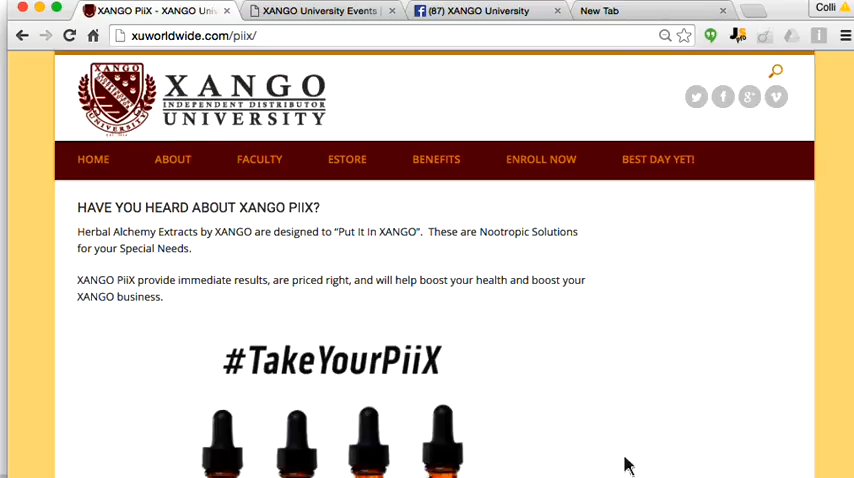 XANGO PiiX - XANGO Univ
XANGO University Events |
(87) XANGO University
New Tab
Colli
xuworldwide.com/piix/
XANGO
UNIVERSITY
XANGO
INDEPENDENT DISTRIBUTOR
UNIVERSITY
HOME ABOUT FACULTY ESTORE BENEFITS ENROLL NOW BEST DAY YET!
HAVE YOU HEARD ABOUT XANGO PIIX?
Herbal Alchemy Extracts by XANGO are designed to “Put It In XANGO”. These are Nootropic Solutions
for your Special Needs.
XANGO PiiX provide immediate results, are priced right, and will help boost your health and boost your
XANGO business.
#TakeYourPiiX